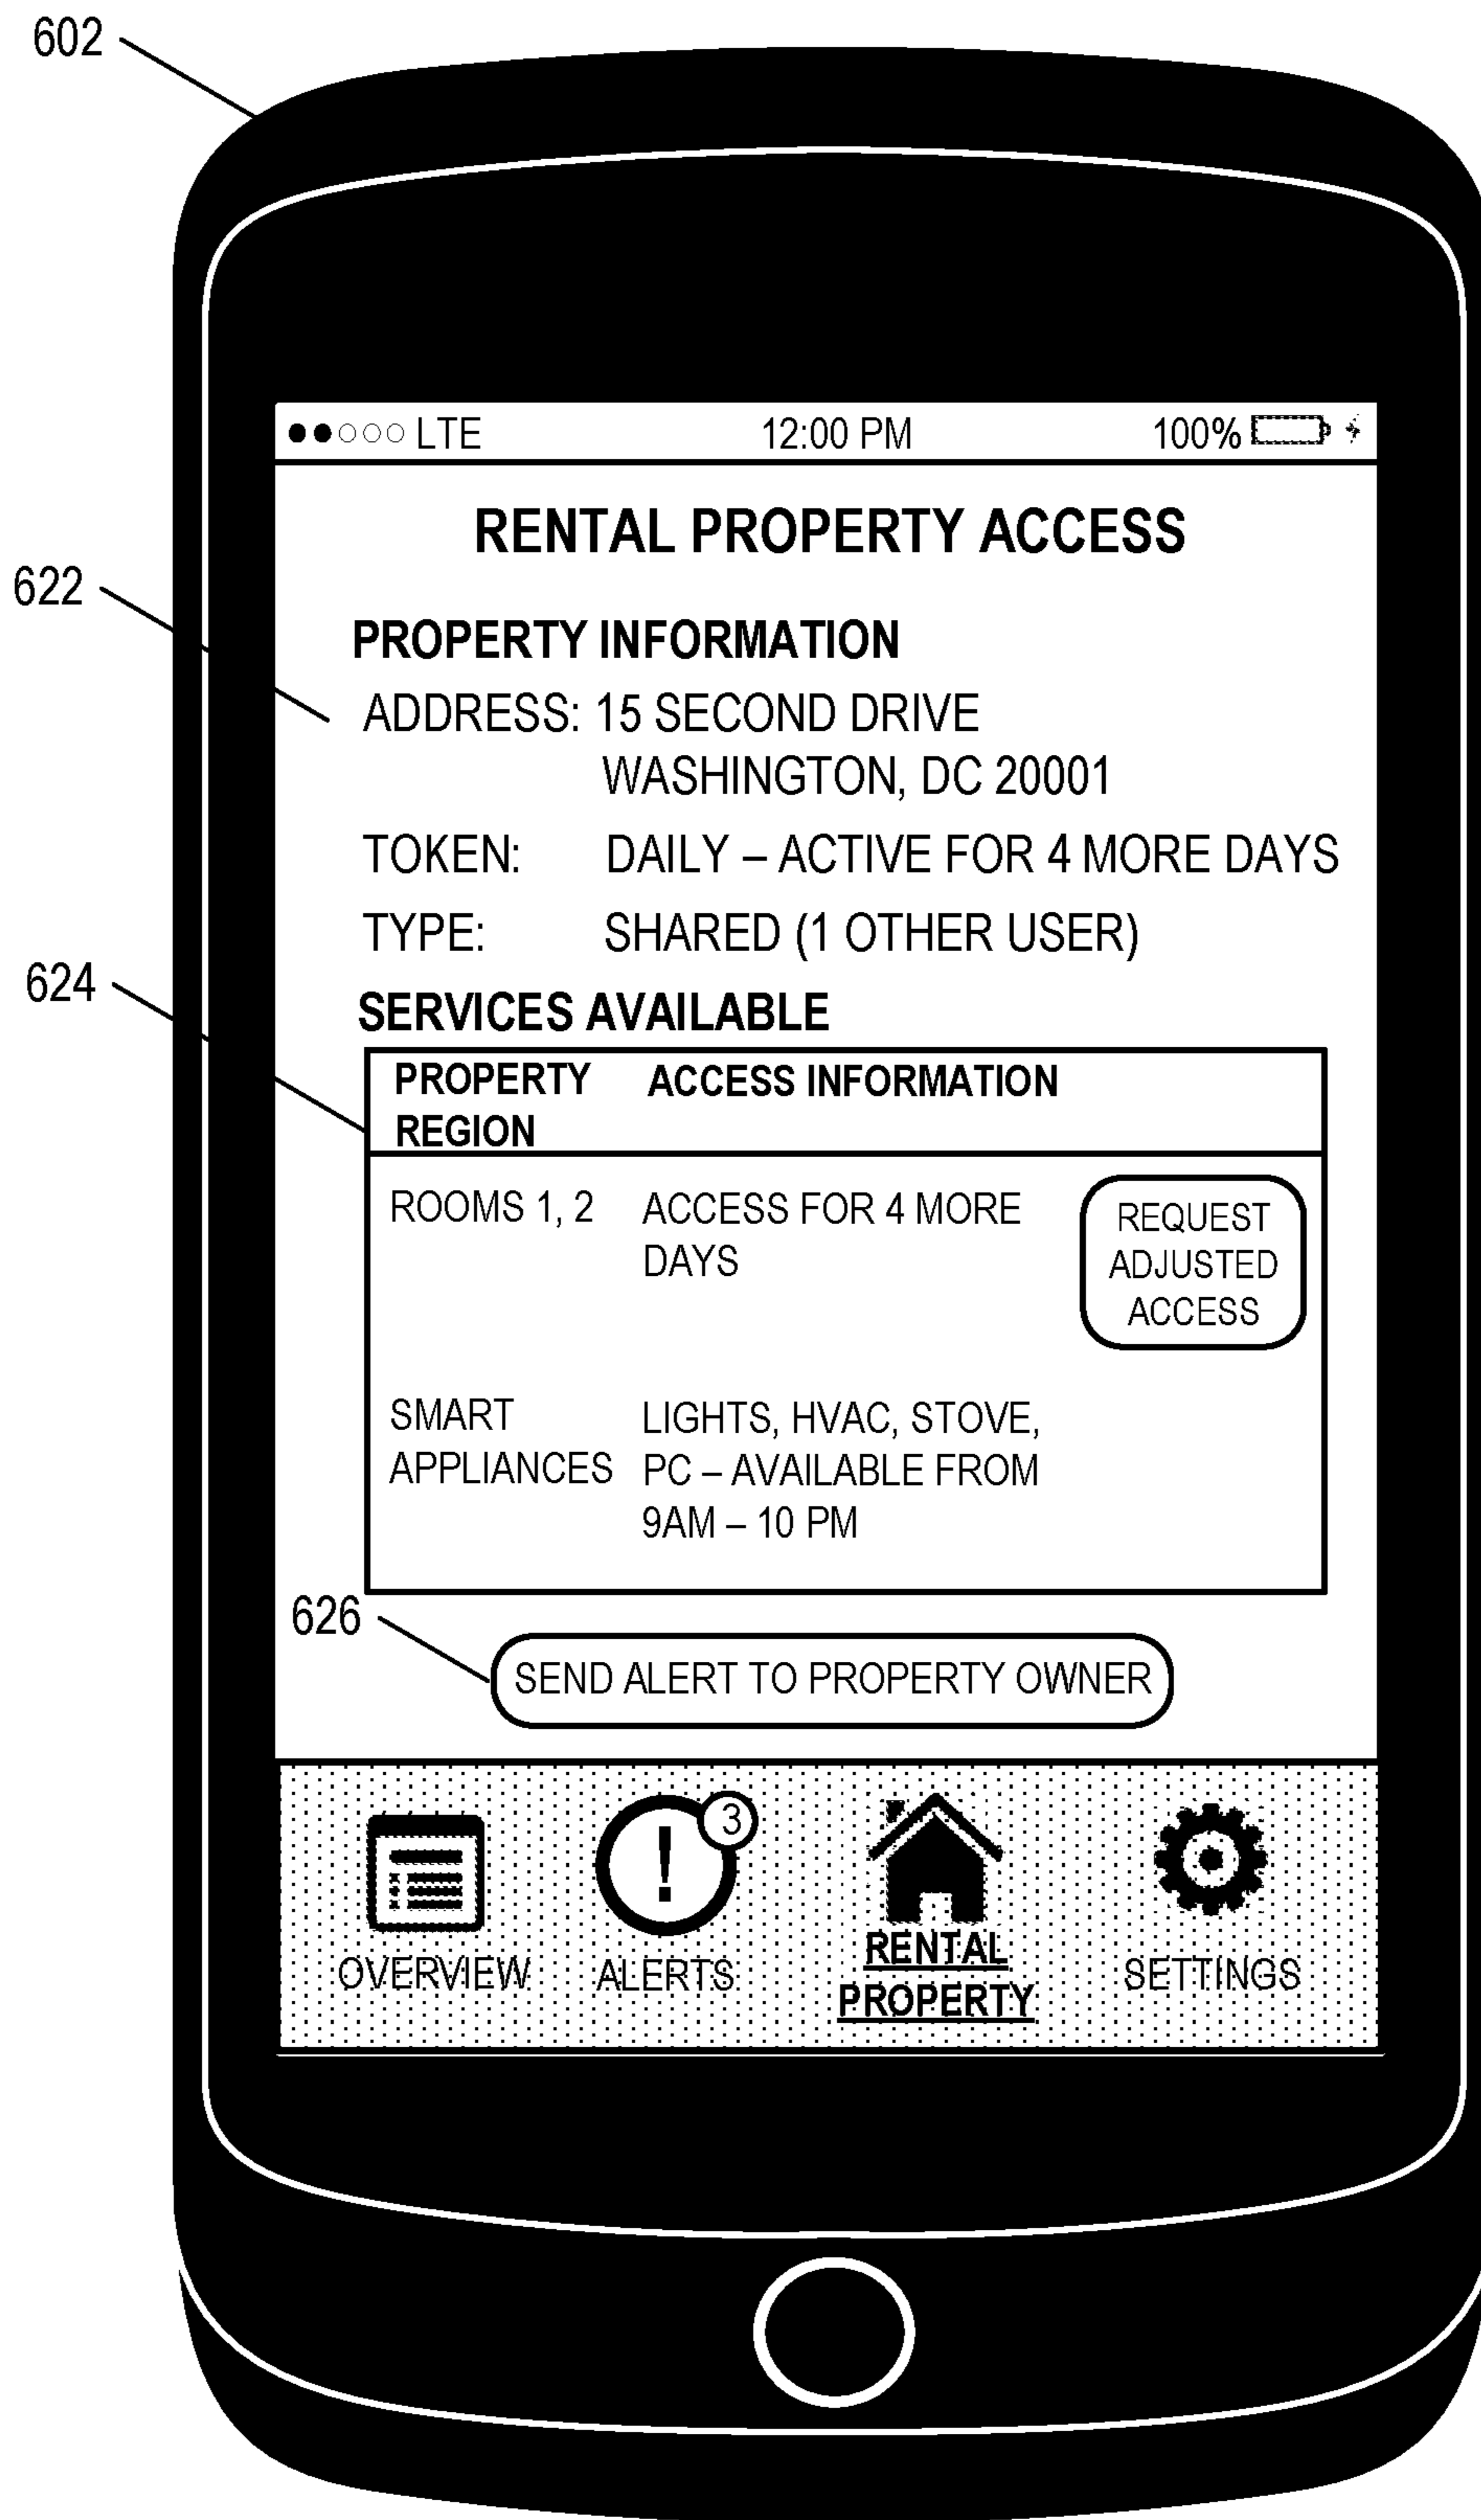 602
LTE 12:00 PM 100%
RENTAL PROPERTY ACCESS
622
PROPERTY INFORMATION
ADDRESS: 15 SECOND DRIVE
WASHINGTON, DC 20001
TOKEN: DAILY – ACTIVE FOR 4 MORE DAYS
TYPE: SHARED (1 OTHER USER)
624
SERVICES AVAILABLE
PROPERTY
REGION
ACCESS INFORMATION
ROOMS 1, 2
ACCESS FOR 4 MORE
DAYS
REQUEST
ADJUSTED
ACCESS
SMART
APPLIANCES
LIGHTS, HVAC, STOVE,
PC – AVAILABLE FROM
9AM – 10 PM
626
SEND ALERT TO PROPERTY OWNER
!
3
OVERVIEW
ALERTS
RENTAL
PROPERTY
SETTINGS